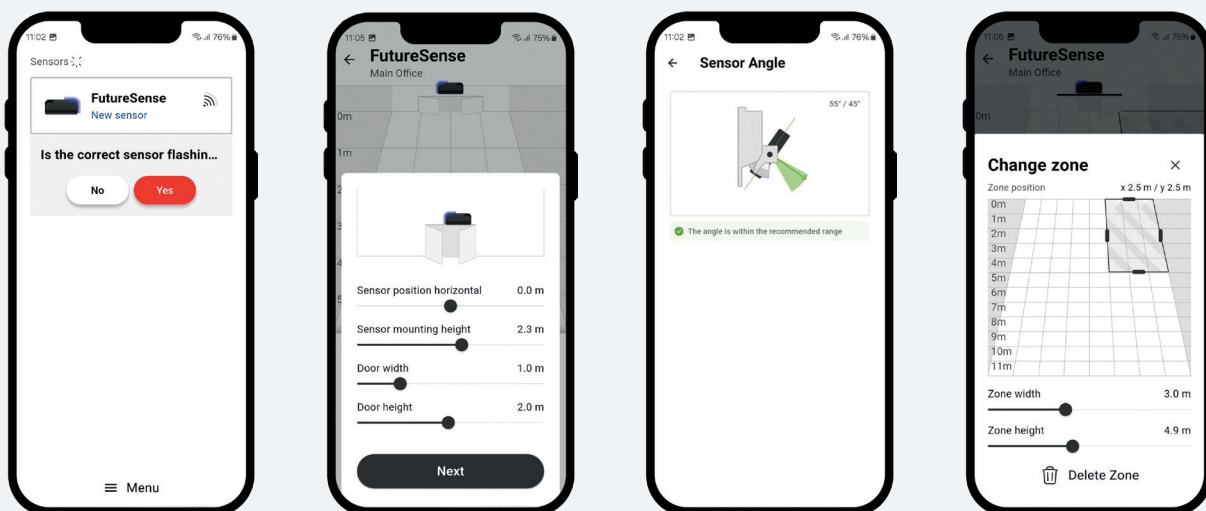 11:02 76%
Sensors
FutureSense
New sensor
Is the correct sensor flashin...
No Yes
Menu
11:05 75%
FutureSense
Main Office
0m
1m
2
3
4
5
Sensor position horizontal 0.0 m
Sensor mounting height 2.3 m
Door width 1.0 m
Door height 2.0 m
Next
11:02 76%
Sensor Angle
55° / 45°
The angle is within the recommended range
11:06 75%
FutureSense
Main Office
0m
Change zone
Zone position x 2.5 m / y 2.5 m
0m
1m
2m
3m
4m
5m
6m
7m
8m
9m
10m
11m
Zone width 3.0 m
Zone height 4.9 m
Delete Zone